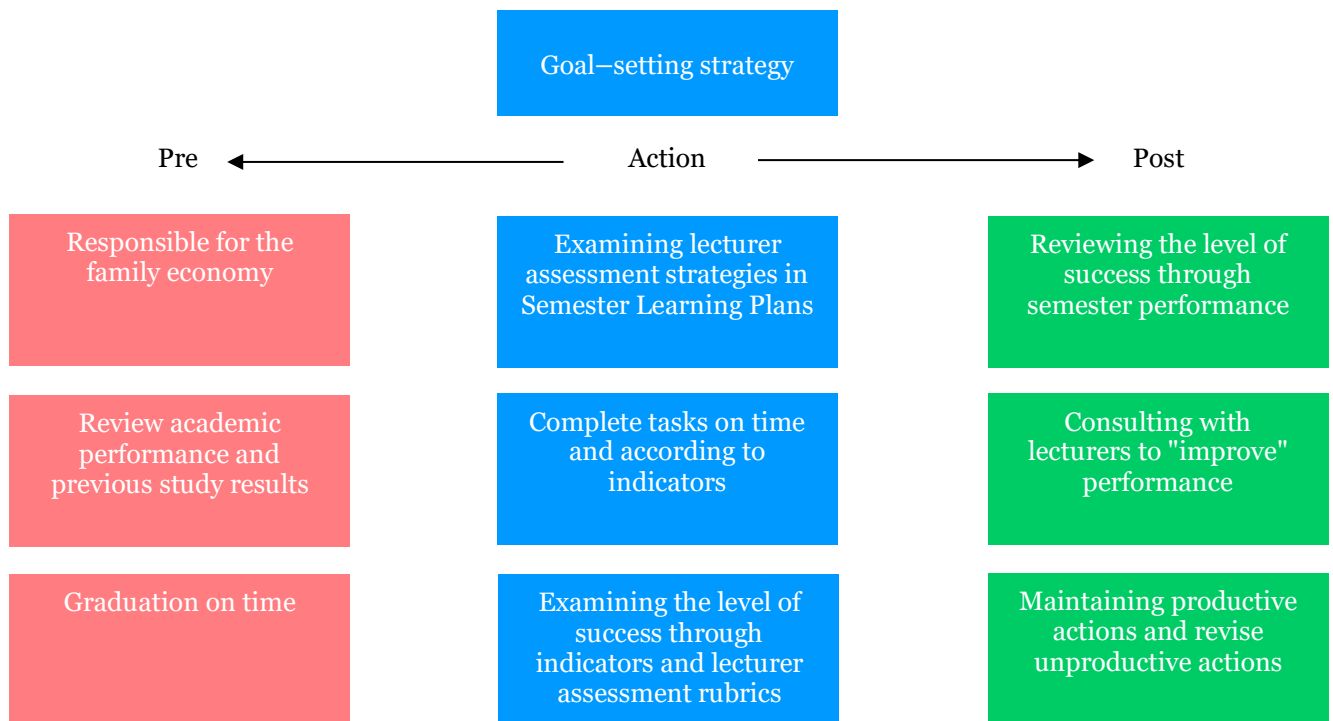 Goal–setting strategy
Pre
Action
Post
Responsible for the
family economy
Examining lecturer
assessment strategies in
Semester Learning Plans
Reviewing the level of
success through
semester performance
Review academic
performance and
previous study results
Complete tasks on time
and according to
indicators
Consulting with
lecturers to "improve"
performance
Graduation on time
Examining the level of
success through
indicators and lecturer
assessment rubrics
Maintaining productive
actions and revise
unproductive actions